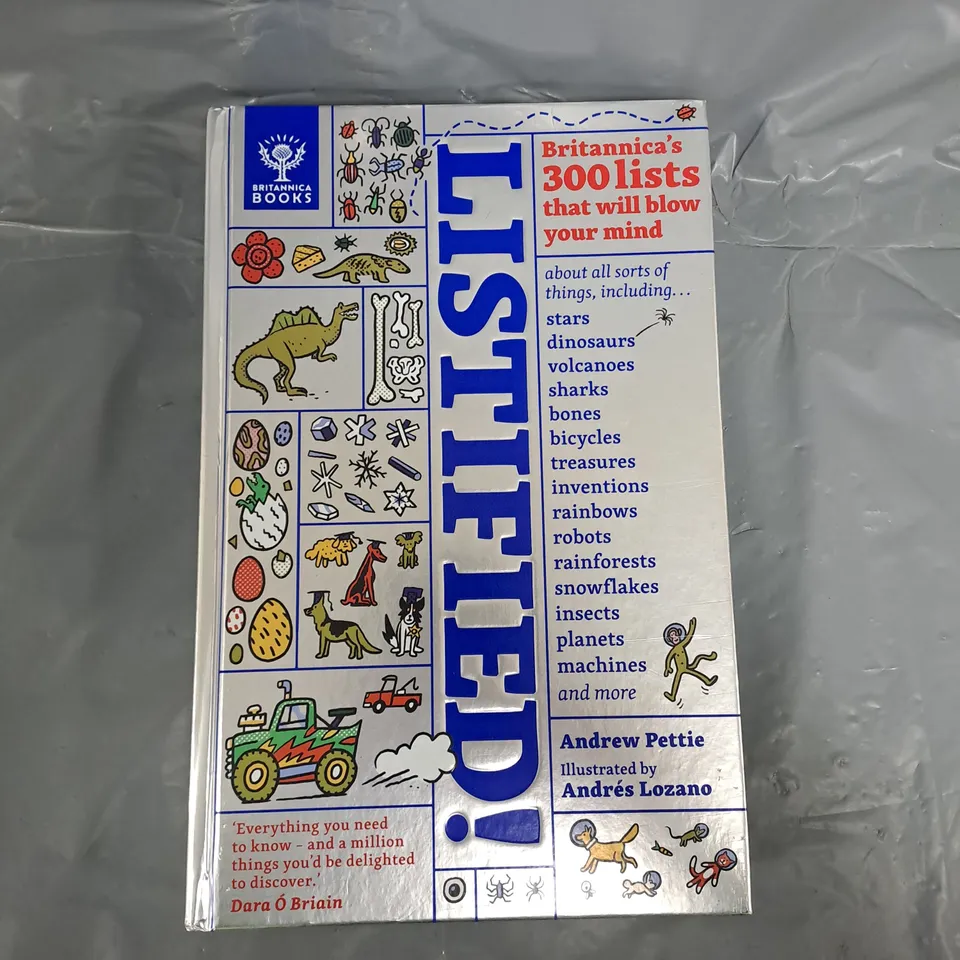 BRITANNICA
BOOKS
LISTIFIED!
Britannica's
300 lists
that will blow
your mind
about all sorts of
things, including...
stars
dinosaurs
volcanoes
sharks
bones
bicycles
treasures
inventions
rainbows
robots
rainforests
snowflakes
insects
planets
machines
and more
Andrew Pettie
Illustrated by
Andrés Lozano
‘Everything you need
to know – and a million
things you’d be delighted
to discover.’
Dara Ó Briain